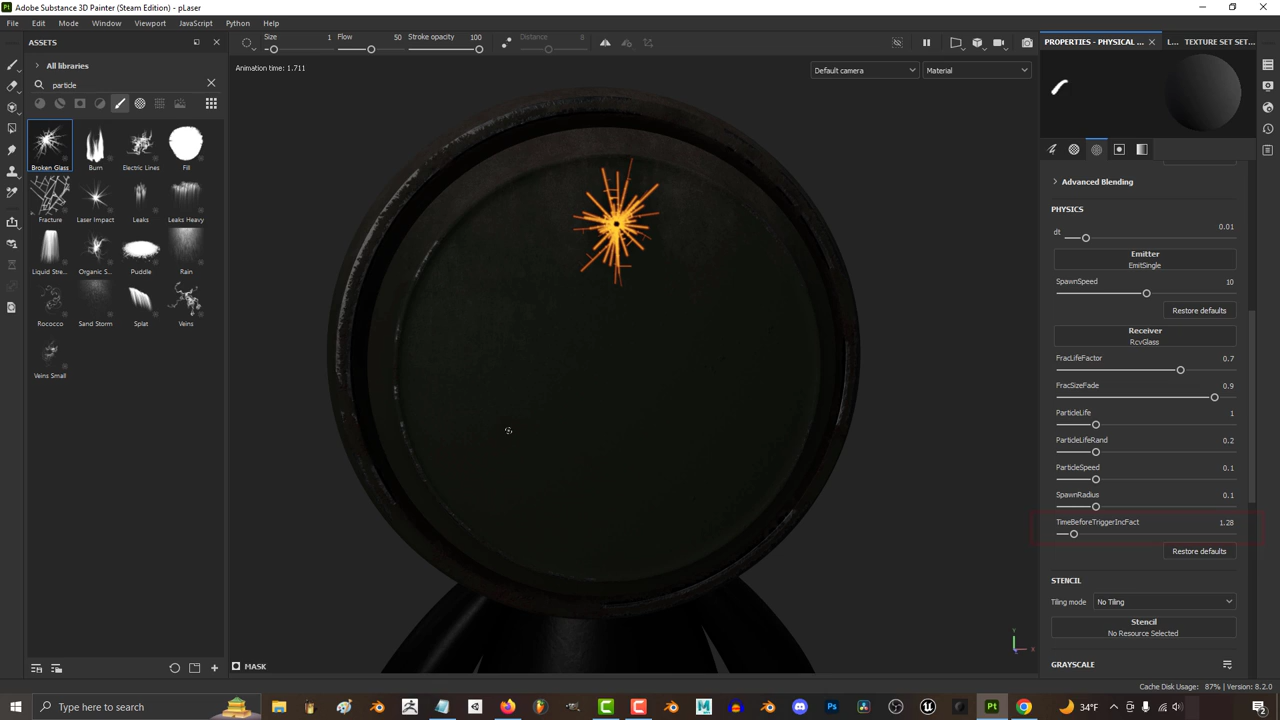 Adobe Substance 3D Painter (Steam Edition) - pLaser
File Edit Mode Window Viewport JavaScript Python Help
ASSETS
Size 1 Flow 50 Stroke opacity 100 Distance 8
PROPERTIES - PHYSICAL ... L... TEXTURE SET SET...
All libraries
particle
Animation time: 1.711
Default camera
Material
Broken Glass Burn Electric Lines Fill
Fracture Laser Impact Leaks Leaks Heavy
Liquid Stre... Organic S... Puddle Rain
Rococco Sand Storm Splat Veins
Veins Small
Advanced Blending
PHYSICS
dt 0.01
Emitter
EmitSingle
SpawnSpeed 10
Restore defaults
Receiver
RcvGlass
FracLifeFactor 0.7
FracSizeFade 0.9
ParticleLife 1
ParticleLifeRand 0.2
ParticleSpeed 0.1
SpawnRadius 0.1
TimeBeforeTriggerIncFact 1.28
Restore defaults
STENCIL
Tiling mode No Tiling
Stencil
No Resource Selected
GRAYSCALE
Y
X
MASK
Cache Disk Usage: 87% | Version: 8.2.0
Type here to search
Pt
34°F
2